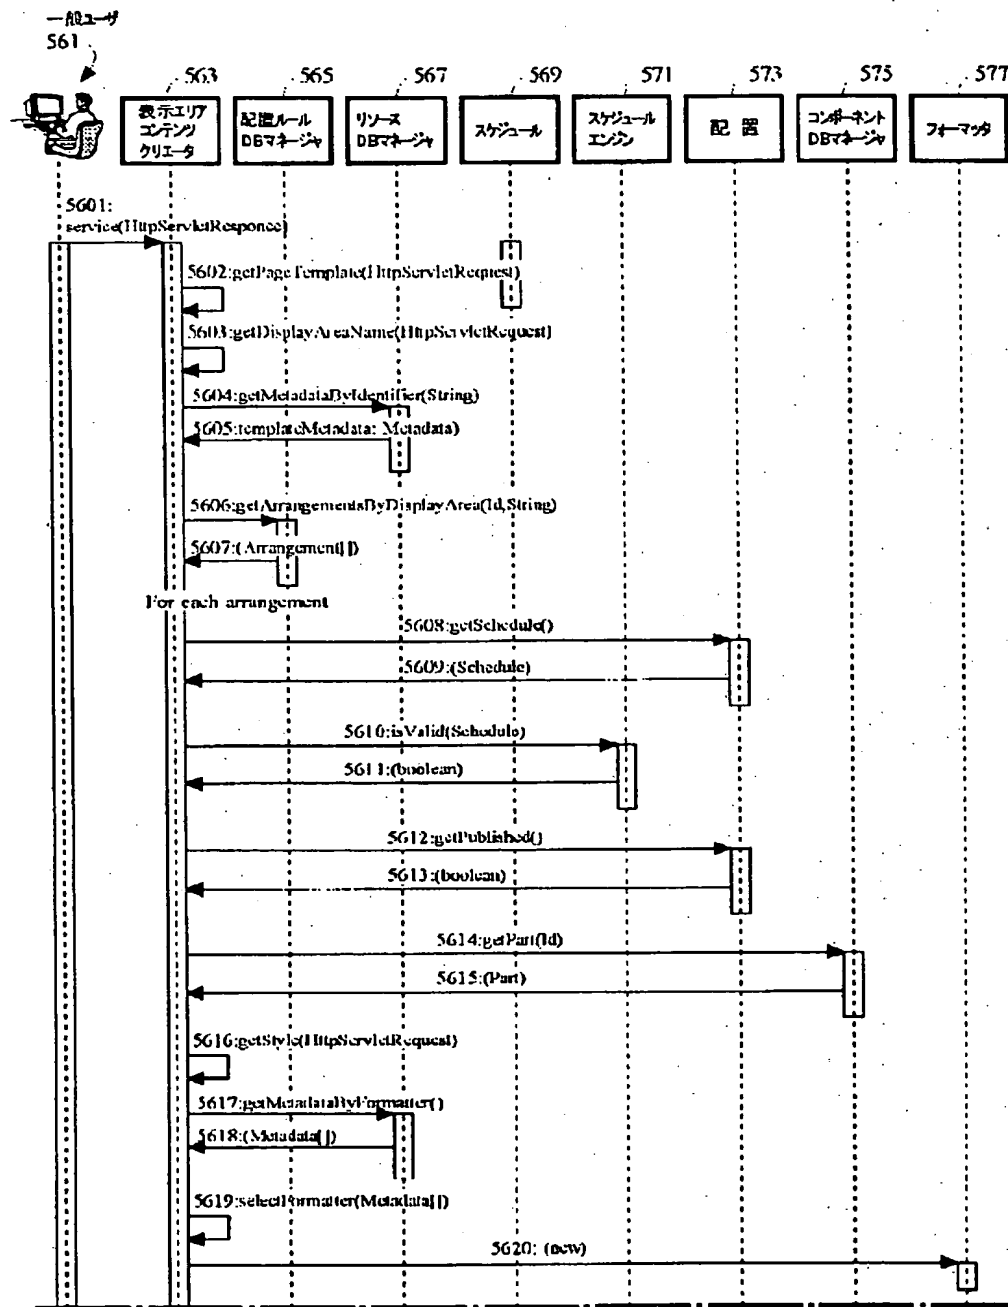 一般ユーザ
561
563
565
567
569
571
573
575
577
表示エリア
コンテンツ
クリエータ
配置ルール
DBマネージャ
リソース
DBマネージャ
スケジュール
スケジュール
エンジン
配置
コンポーネント
DBマネージャ
フォーマッタ
5601:
service(HttpServletResponce)
5602:getPageTemplate(HttpServletRequest)
5603:getDisplayAreaName(HttpServletRequest)
5604:getMetadataByIdentifier(String)
5605:templateMetadata: Metadata)
5606:getArrangementsByDisplayArea(Id,String)
5607:(Arrangement[])
For each arrangement
5608:getSchedule()
5609:(Schedule)
5610:isValid(Schedule)
5611:(boolean)
5612:getPublished()
5613:(boolean)
5614:getPart(Id)
5615:(Part)
5616:getStyle(HttpServletRequest)
5617:getMetadataByFormatter()
5618:(Metadata[])
5619:selectFormatter(Metadata[])
5620: (new)